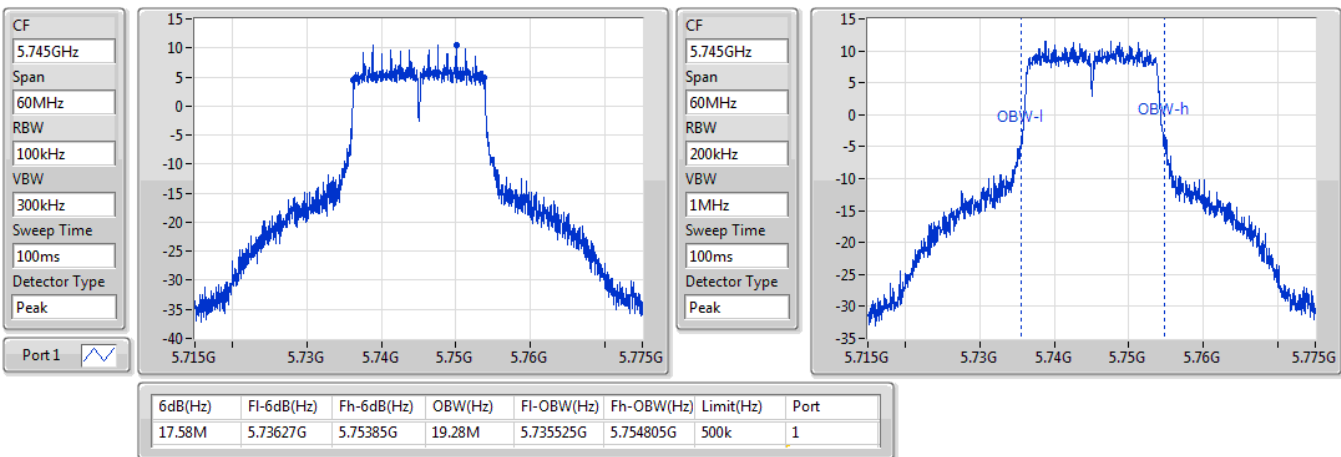 CF
5.745GHz
Span
60MHz
RBW
100kHz
VBW
300kHz
Sweep Time
100ms
Detector Type
Peak
Port 1
15
10
5
0
-5
-10
-15
-20
-25
-30
-35
-40
5.715G 5.73G 5.74G 5.75G 5.76G 5.775G
CF
5.745GHz
Span
60MHz
RBW
200kHz
VBW
1MHz
Sweep Time
100ms
Detector Type
Peak
15
10
5
0
-5
-10
-15
-20
-25
-30
-35
OBW-l OBW-h
5.715G 5.73G 5.74G 5.75G 5.76G 5.775G
6dB(Hz) Fl-6dB(Hz) Fh-6dB(Hz) OBW(Hz) Fl-OBW(Hz) Fh-OBW(Hz) Limit(Hz) Port
17.58M 5.73627G 5.75385G 19.28M 5.735525G 5.754805G 500k 1